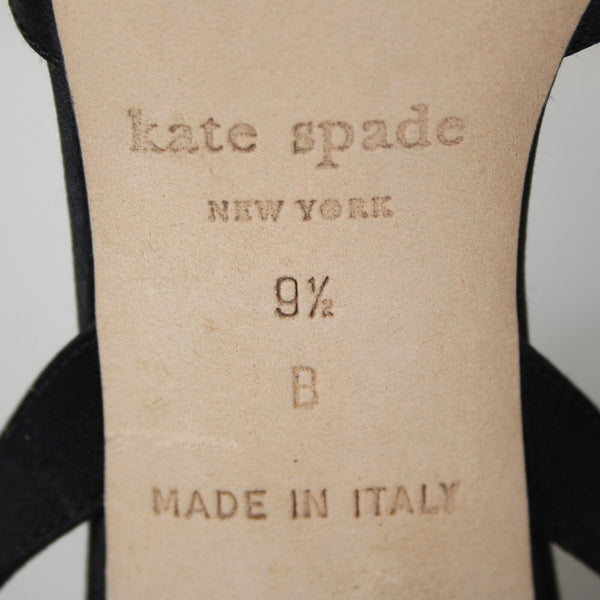 kate spade
NEW YORK
9½
B
MADE IN ITALY